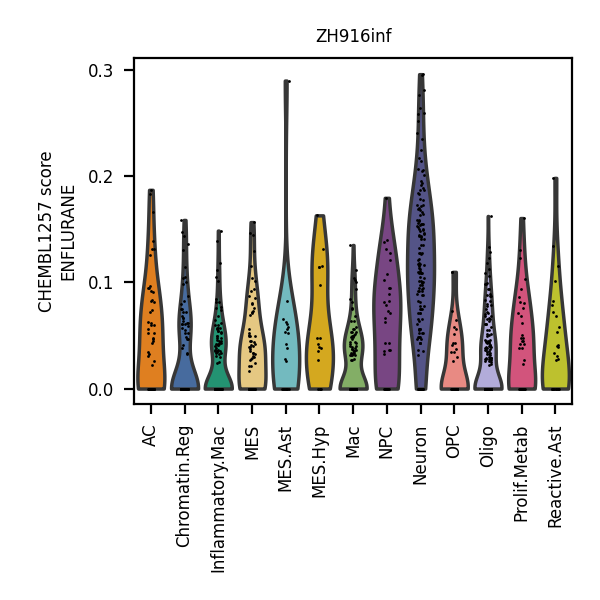 ZH916inf
CHEMBL1257 score
ENFLURANE
0.3
0.2
0.1
0.0
AC
Chromatin.Reg
Inflammatory.Mac
MES
MES.Ast
MES.Hyp
Mac
NPC
Neuron
OPC
Oligo
Prolif.Metab
Reactive.Ast